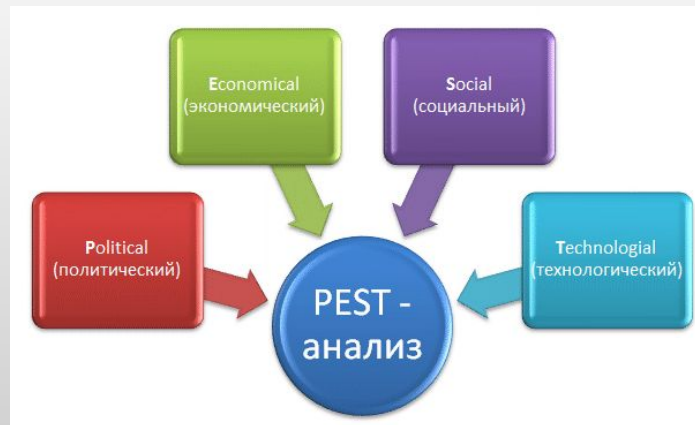 Economical
(экономический)
Social
(социальный)
Political
(политический)
Technologial
(технологический)
PEST -
анализ